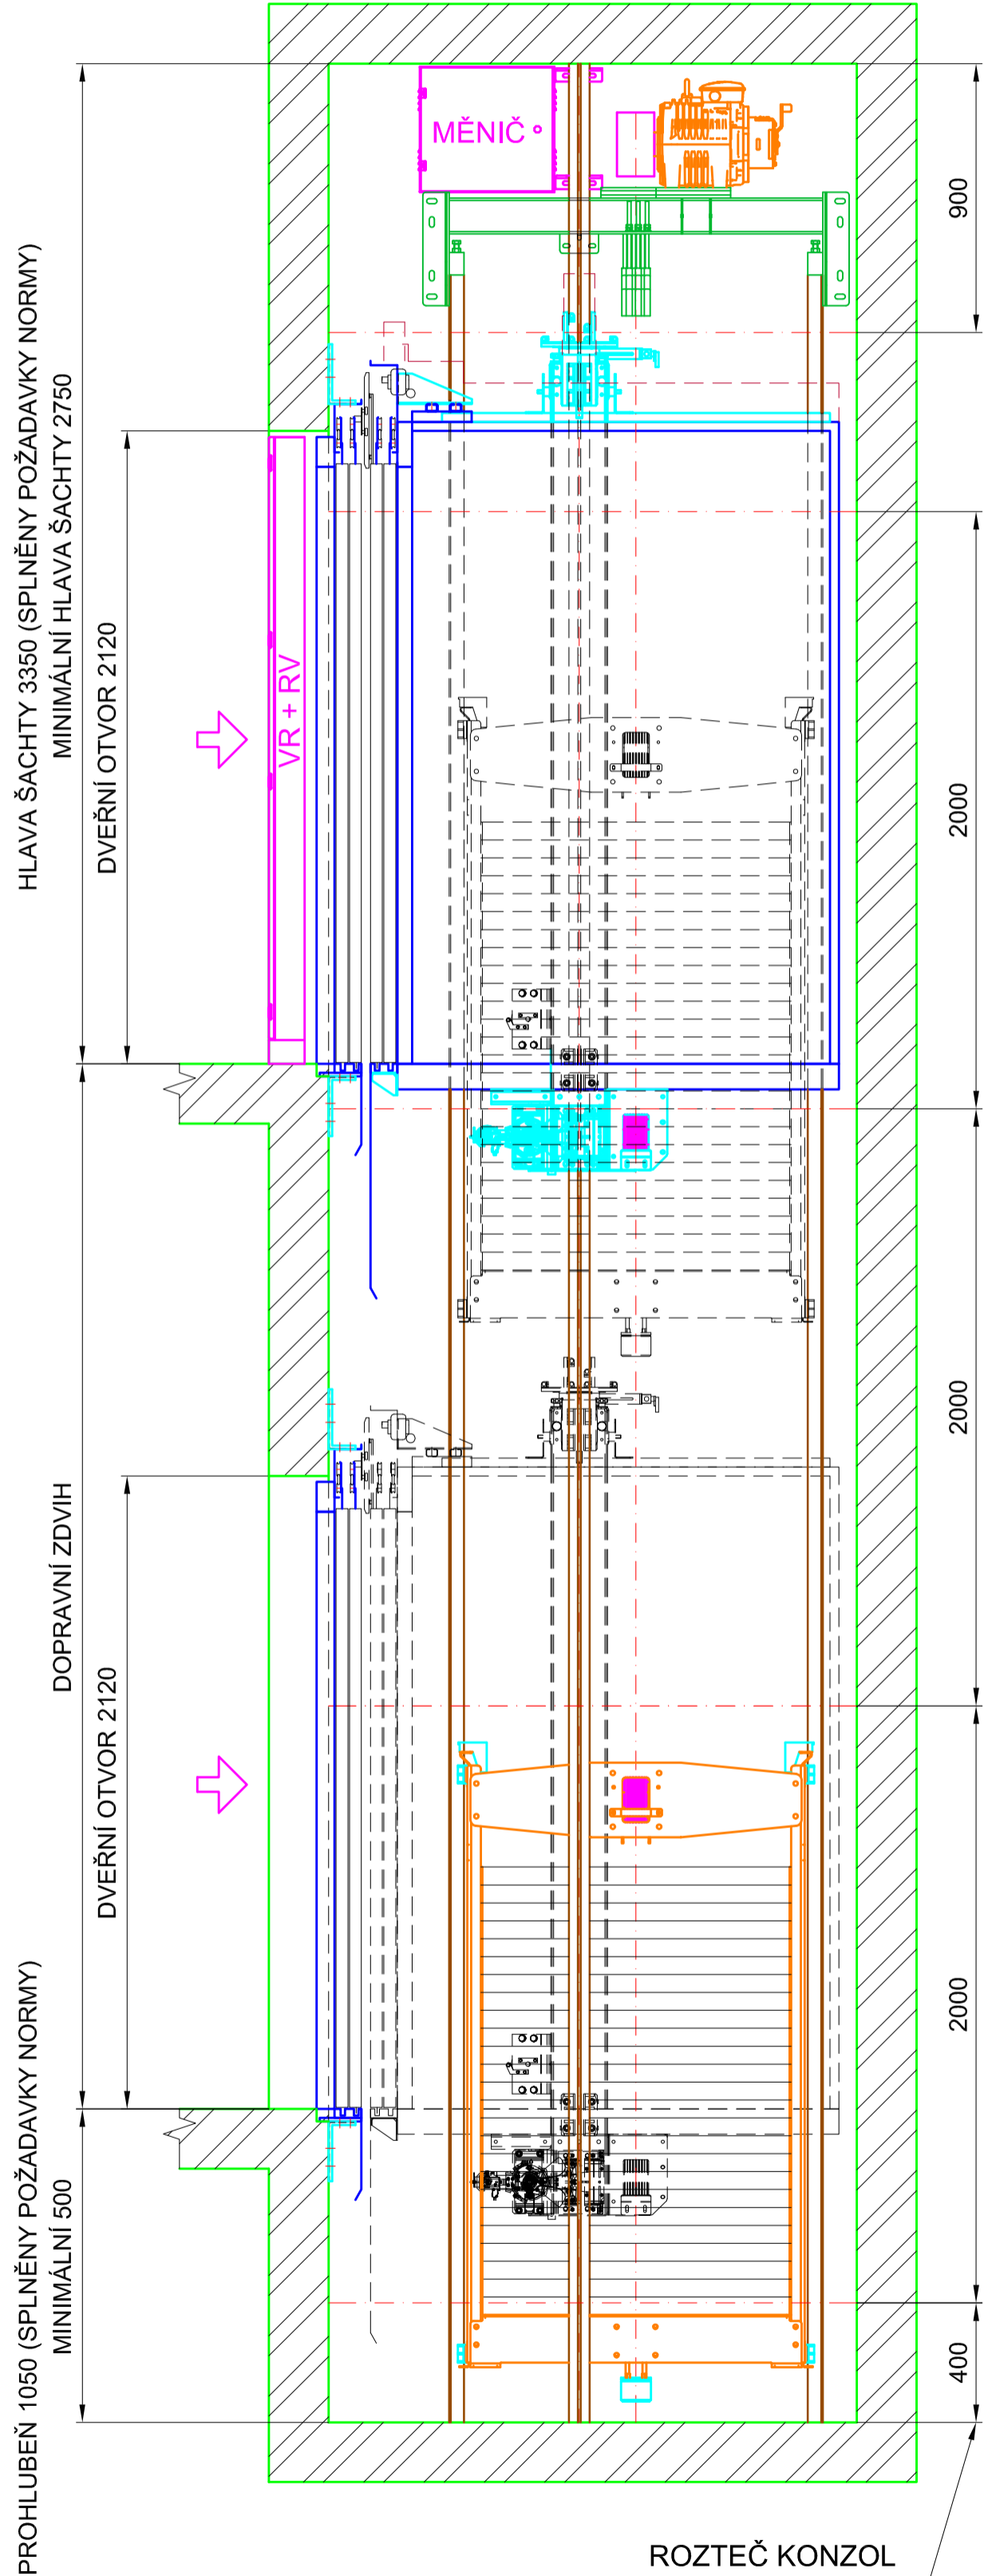 MĚNIČ
900
HLAVA ŠACHTY 3350 (SPLNĚNY POŽADAVKY NORMY)
MINIMÁLNÍ HLAVA ŠACHTY 2750
DVEŘNÍ OTVOR 2120
VR + RV
2000
2000
DOPRAVNÍ ZDVIH
DVEŘNÍ OTVOR 2120
2000
PROHLUBEŇ 1050 (SPLNĚNY POŽADAVKY NORMY)
MINIMÁLNÍ 500
400
ROZTEČ KONZOL